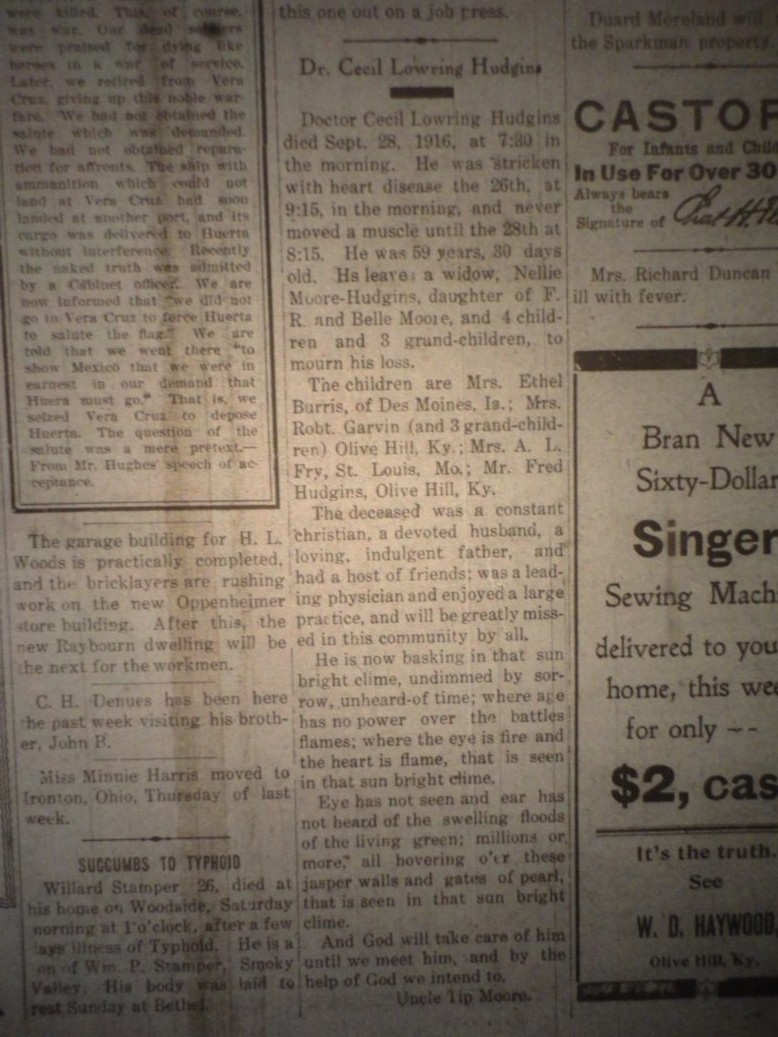 were killed. This, of course,
was war. Our dead soldiers
were praised for dying like
heroes in a war of service.
Later, we retired from Vera
Cruz, giving up this noble war-
fare. We had not obtained the
salute which was demanded.
We had not obtained repara-
tion for affronts. The ship with
ammunition which could not
land at Vera Cruz had soon
landed at another port, and its
cargo was delivered to Huerta
without interference. Recently
the naked truth was admitted
by a Cabinet officer. We are
now informed that "we did not
go to Vera Cruz to force Huerta
to salute the flag." We are
told that we went there "to
show Mexico that we were in
earnest in our demand that
Huera must go." That is, we
seized Vera Cruz to depose
Huerta. The question of the
salute was a mere pretext.—
From Mr. Hughes' speech of ac-
ceptance.
The garage building for H. L.
Woods is practically completed,
and the bricklayers are rushing
work on the new Oppenheimer
store building. After this, the
new Raybourn dwelling will be
the next for the workmen.
C. H. Denues has been here
the past week visiting his broth-
er, John B.
Miss Minnie Harris moved to
Ironton, Ohio, Thursday of last
week.
SUCCUMBS TO TYPHOID
Willard Stamper 26, died at
his home on Woodside, Saturday
morning at 1 o'clock, after a few
days illness of Typhoid. He is a
on of Wm. P. Stamper, Smoky
Valley. His body was laid to
rest Sunday at Bethel.
this one out on a job press.
Dr. Cecil Lowring Hudgins
Doctor Cecil Lowring Hudgins
died Sept. 28, 1916, at 7:30 in
the morning. He was stricken
with heart disease the 26th, at
9:15, in the morning, and never
moved a muscle until the 28th at
8:15. He was 59 years, 30 days
old. Hs leaves a widow, Nellie
Moore-Hudgins, daughter of F.
R. and Belle Moore, and 4 child-
ren and 3 grund-children, to
mourn his loss.
The children are Mrs. Ethel
Burris, of Des Moines, Ia.; Mrs.
Robt. Garvin (and 3 grand-child-
ren) Olive Hill, Ky.; Mrs. A. L.
Fry, St. Louis, Mo.; Mr. Fred
Hudgins, Olive Hill, Ky.
The deceased was a constant
christian, a devoted husband, a
loving, indulgent father, and
had a host of friends; was a lead-
ing physician and enjoyed a large
practice, and will be greatly miss-
ed in this community by all.
He is now basking in that sun
bright clime, undimmed by sor-
row, unheard-of time; where age
has no power over the battles
flames; where the eye is fire and
the heart is flame, that is seen
in that sun bright clime.
Eye has not seen and ear has
not heard of the swelling floods
of the living green; millions or
more," all hovering o'er these
jasper walls and gates of pearl,
that is seen in that sun bright
clime.
And God will take care of him
until we meet him, and by the
help of God we intend to.
Uncle Tip Moore.
Duard Moreland will
the Sparkman property.
CASTOR
For Infants and Child
In Use For Over 30
Always bears
the
Signature of
Mrs. Richard Duncan
ill with fever.
A
Bran New
Sixty-Dollar
Singer
Sewing Mach
delivered to you
home, this wee
for only --
$2, cas
It's the truth.
See
W. D. HAYWOOD,
Olive Hill, Ky.